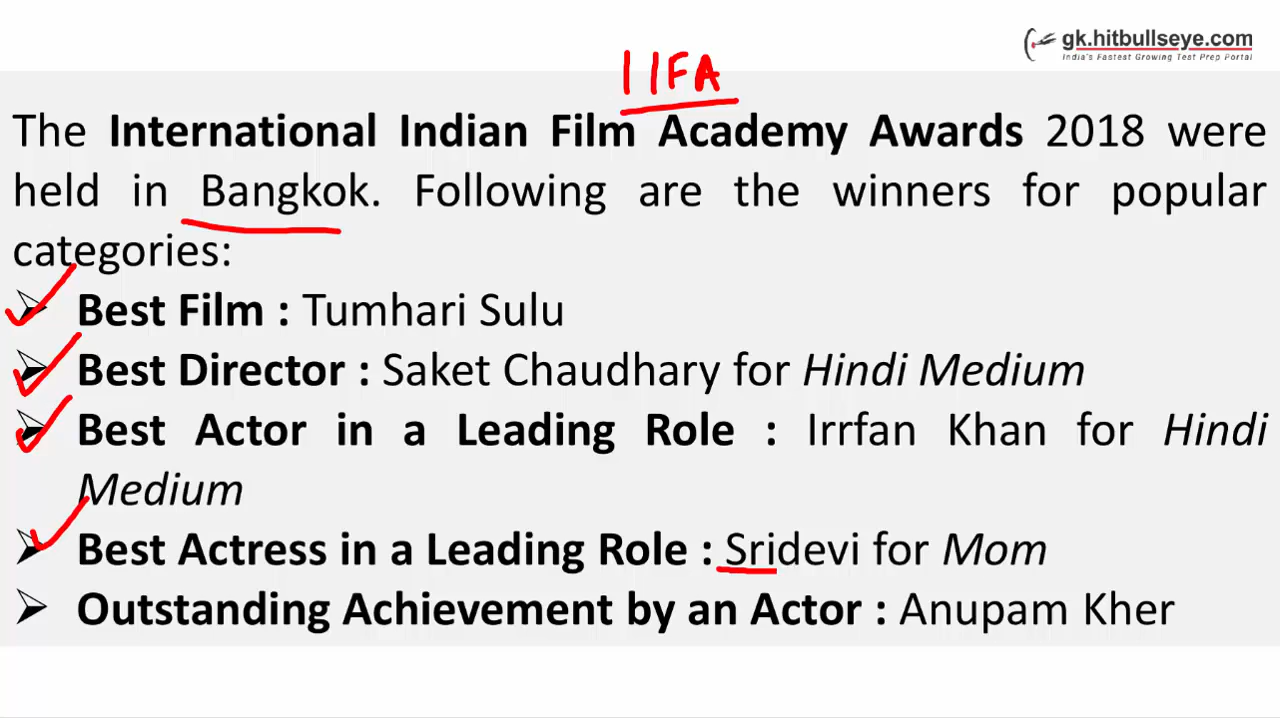 gk.hitbullseye.com
India's Fastest Growing Test Prep Portal
IIFA
The International Indian Film Academy Awards 2018 were
held in Bangkok. Following are the winners for popular
categories:
Best Film : Tumhari Sulu
Best Director : Saket Chaudhary for Hindi Medium
Best Actor in a Leading Role : Irrfan Khan for Hindi
Medium
Best Actress in a Leading Role : Sridevi for Mom
Outstanding Achievement by an Actor : Anupam Kher